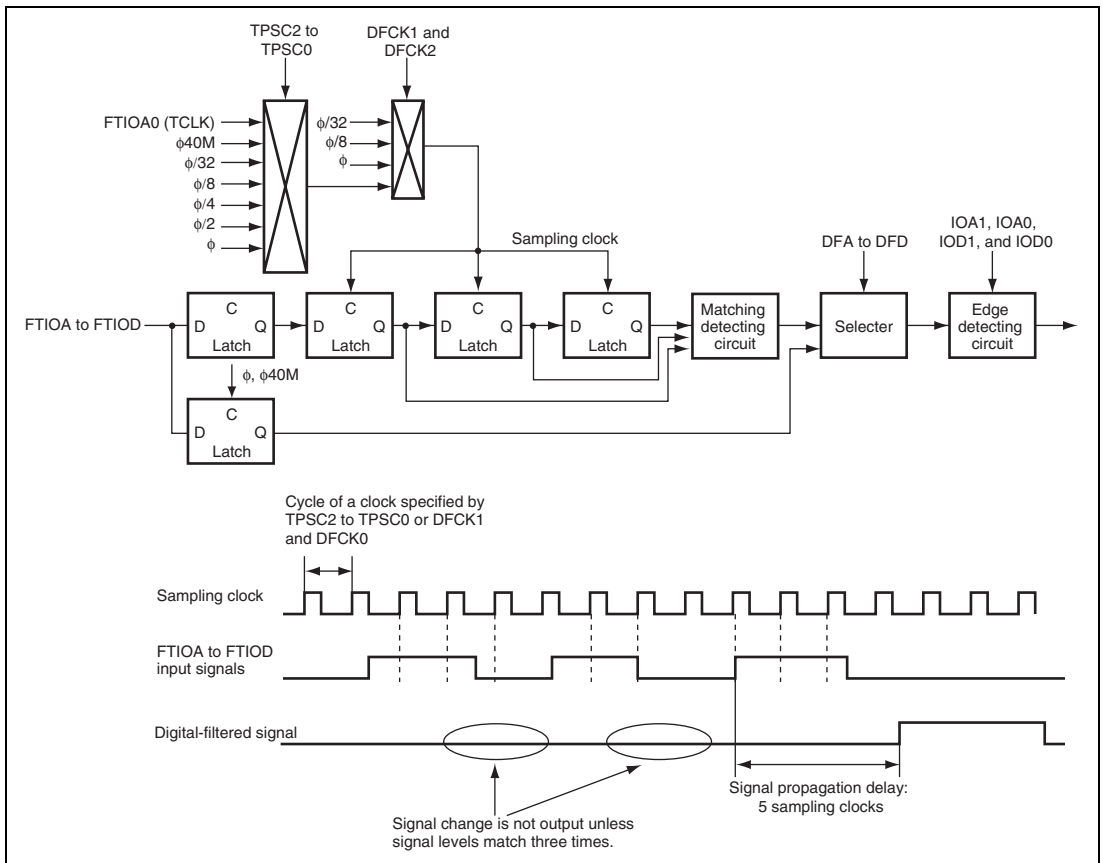 TPSC2 to
TPSC0
DFCK1 and
DFCK2
FTIOA0 (TCLK)
ϕ40M
ϕ/32
ϕ/8
ϕ/4
ϕ/2
ϕ
ϕ/32
ϕ/8
ϕ
Sampling clock
DFA to DFD
IOA1, IOA0,
IOD1, and IOD0
FTIOA to FTIOD
C
D Q
Latch
C
D Q
Latch
C
D Q
Latch
C
D Q
Latch
Matching
detecting
circuit
Selecter
Edge
detecting
circuit
ϕ, ϕ40M
C
D Q
Latch
Cycle of a clock specified by
TPSC2 to TPSC0 or DFCK1
and DFCK0
Sampling clock
FTIOA to FTIOD
input signals
Digital-filtered signal
Signal propagation delay:
5 sampling clocks
Signal change is not output unless
signal levels match three times.